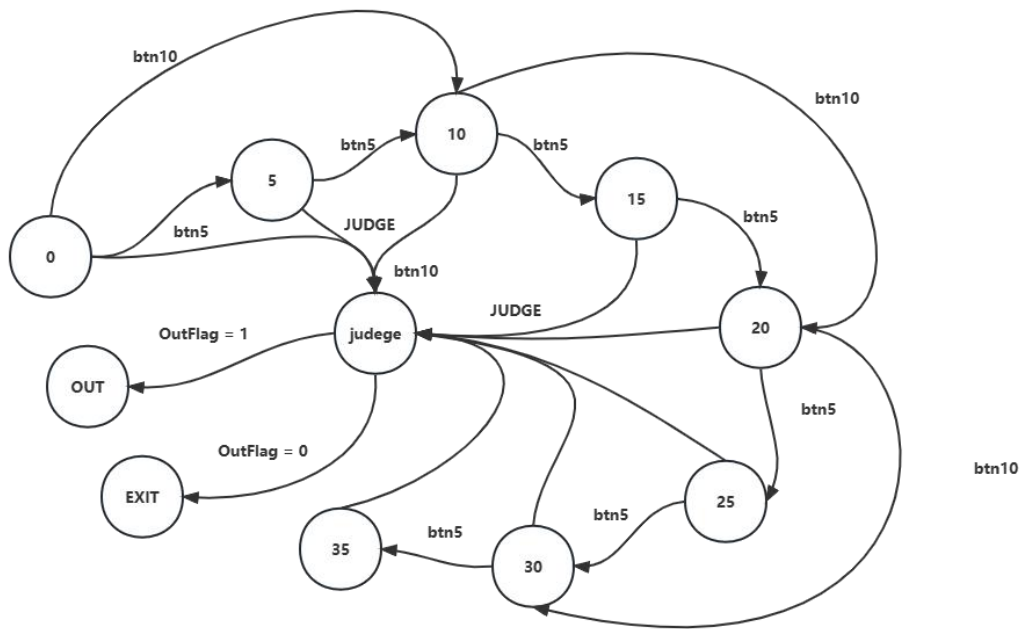 btn10
btn10
10
btn5
btn5
5
15
btn5
JUDGE
btn5
0
btn10
JUDGE
OutFlag = 1
judege
20
OUT
btn5
OutFlag = 0
btn10
EXIT
25
btn5
btn5
35
30